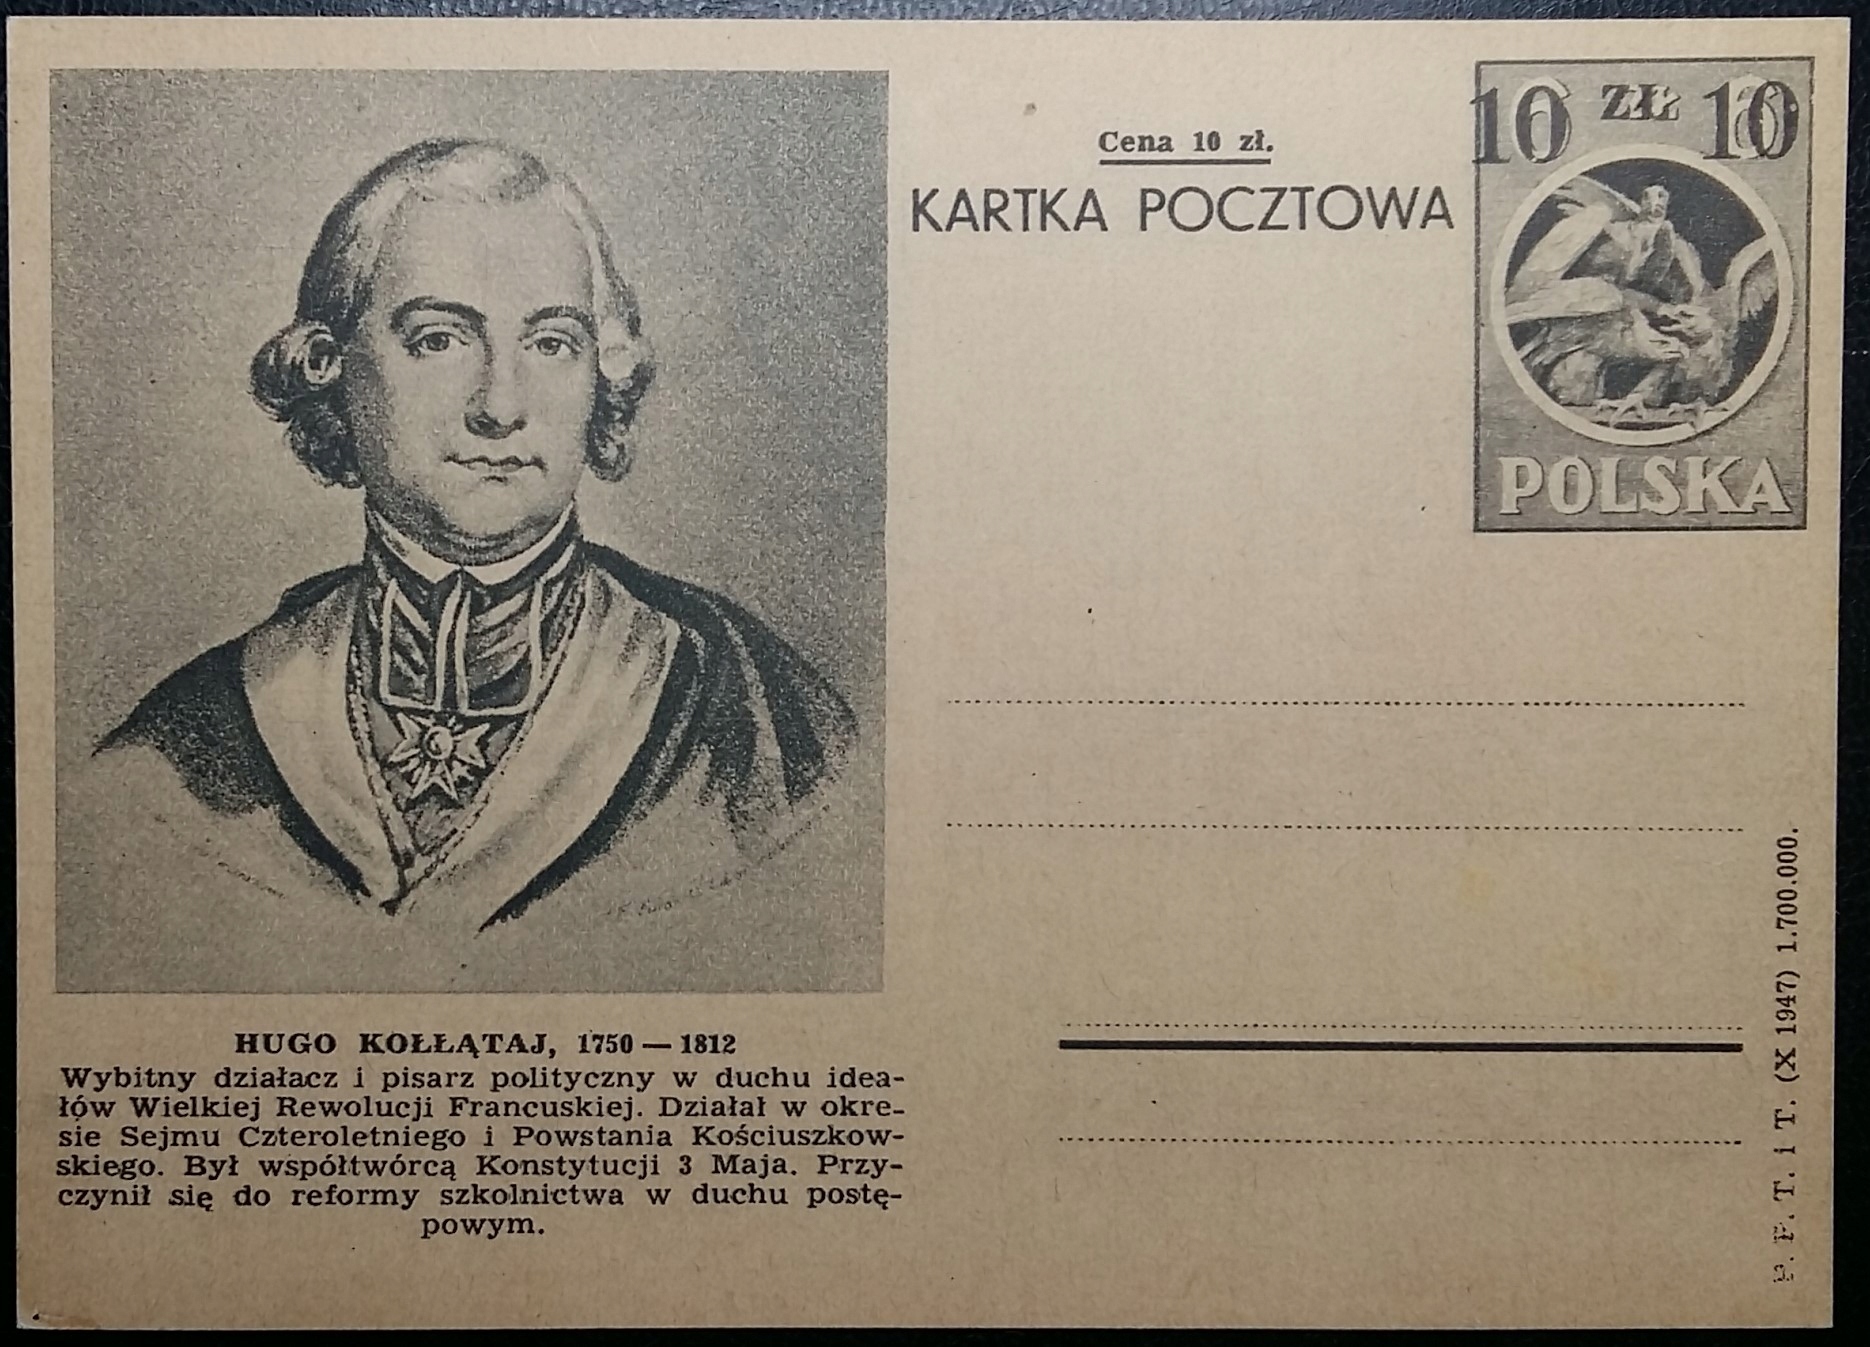 Cena 10 zł.
KARTKA POCZTOWA
10 ZŁ 10
POLSKA
HUGO KOŁŁĄTAJ, 1750 — 1812
Wybitny działacz i pisarz polityczny w duchu idea-
łów Wielkiej Rewolucji Francuskiej. Działał w okre-
sie Sejmu Czteroletniego i Powstania Kościuszkow-
skiego. Był współtwórcą Konstytucji 3 Maja. Przy-
czynił się do reformy szkolnictwa w duchu postę-
powym.
P. P. T. i T. (X 1947) 1.700.000.